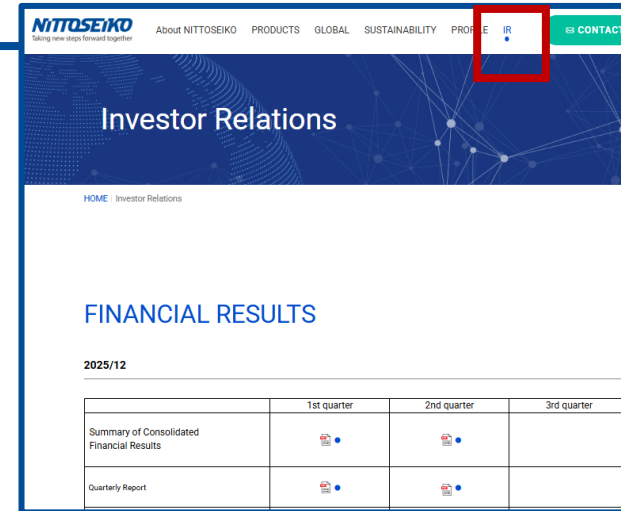 NITTOSEIKO
Taking new steps forward together
About NITTOSEIKO PRODUCTS GLOBAL SUSTAINABILITY PROFILE IR CONTACT
Investor Relations
HOME | Investor Relations
FINANCIAL RESULTS
2025/12
1st quarter 2nd quarter 3rd quarter
Summary of Consolidated
Financial Results
Quarterly Report